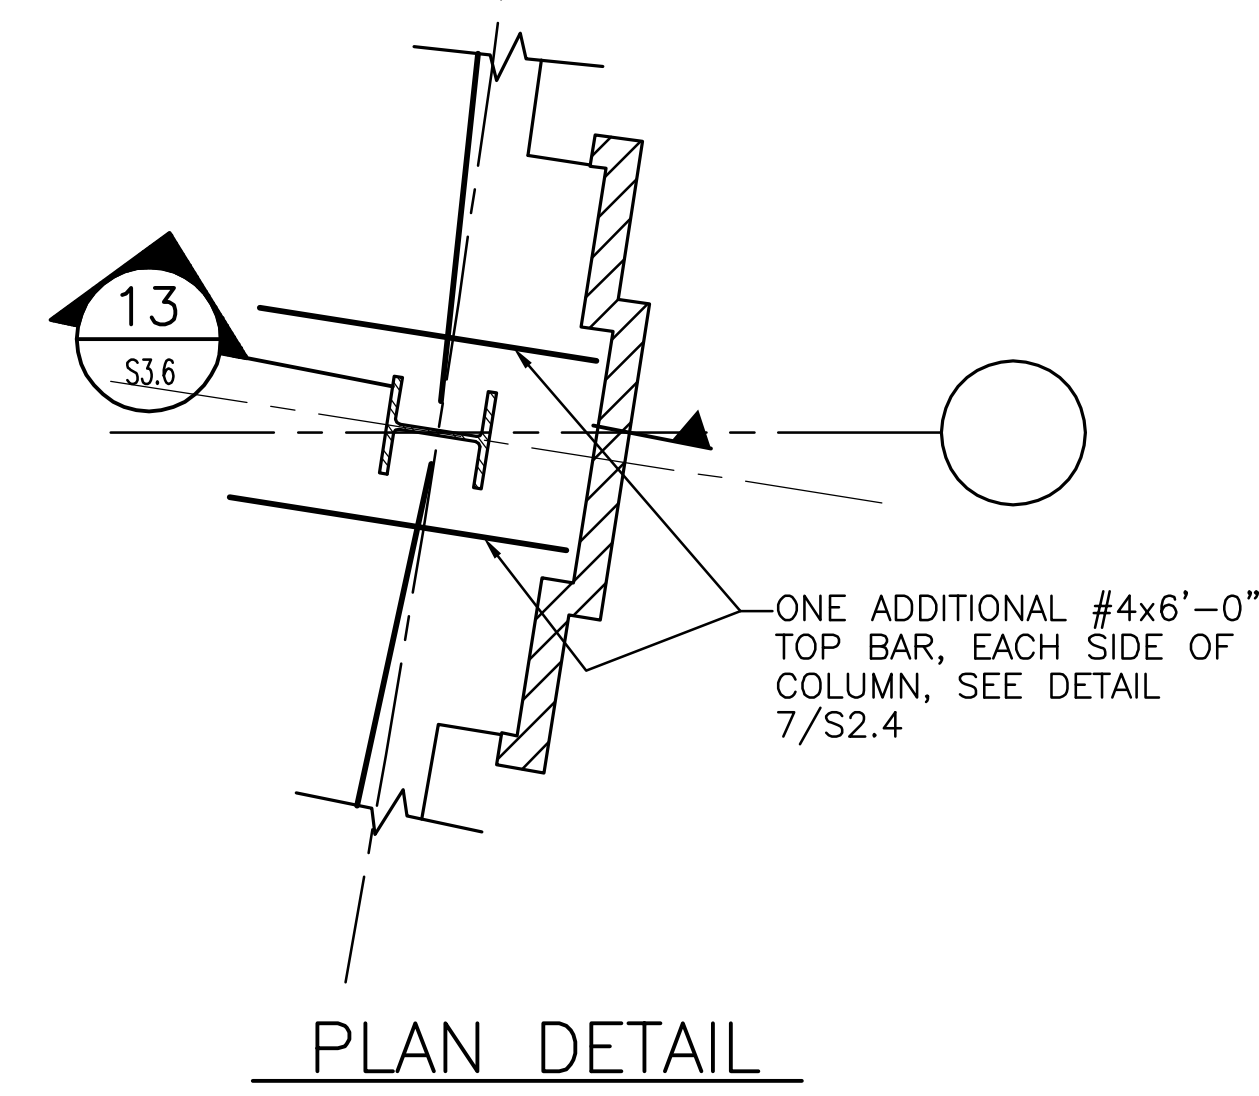 13
S3.6
ONE ADDITIONAL #4x6'-0"
TOP BAR, EACH SIDE OF
COLUMN, SEE DETAIL
7/S2.4
PLAN DETAIL